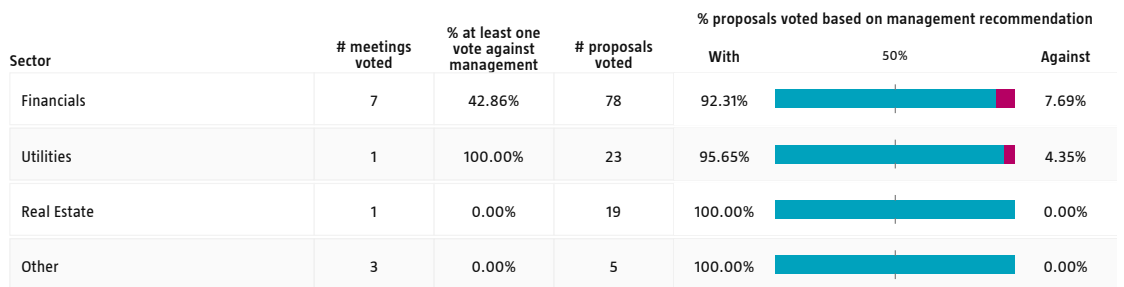 % proposals voted based on management recommendation
Sector
# meetings
voted
% at least one
vote against
management
# proposals
voted
With
50%
Against
Financials 7 42.86% 78 92.31% 7.69%
Utilities 1 100.00% 23 95.65% 4.35%
Real Estate 1 0.00% 19 100.00% 0.00%
Other 3 0.00% 5 100.00% 0.00%